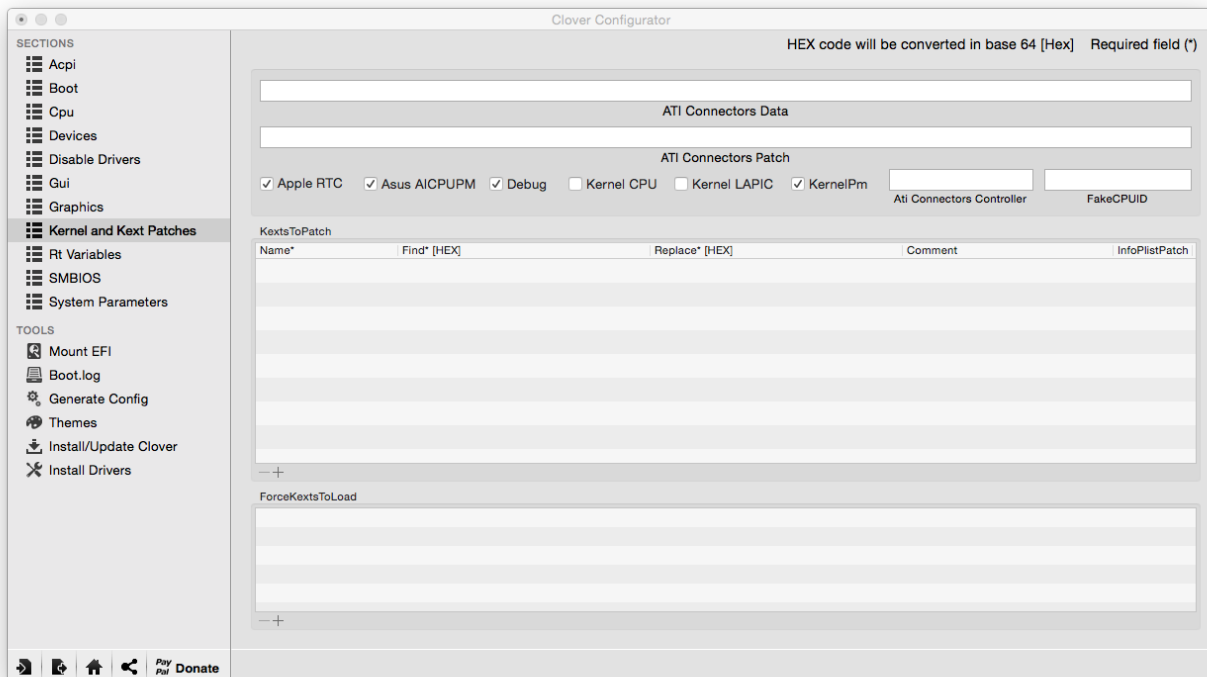 Clover Configurator
SECTIONS
Acpi
Boot
Cpu
Devices
Disable Drivers
Gui
Graphics
Kernel and Kext Patches
Rt Variables
SMBIOS
System Parameters
TOOLS
Mount EFI
Boot.log
Generate Config
Themes
Install/Update Clover
Install Drivers
Pay Pal Donate
HEX code will be converted in base 64 [Hex] Required field (*)
ATI Connectors Data
ATI Connectors Patch
Apple RTC Asus AICPUPM Debug Kernel CPU Kernel LAPIC KernelPm
Ati Connectors Controller FakeCPUID
KextsToPatch
Name* Find* [HEX] Replace* [HEX] Comment InfoPlistPatch
ForceKextsToLoad